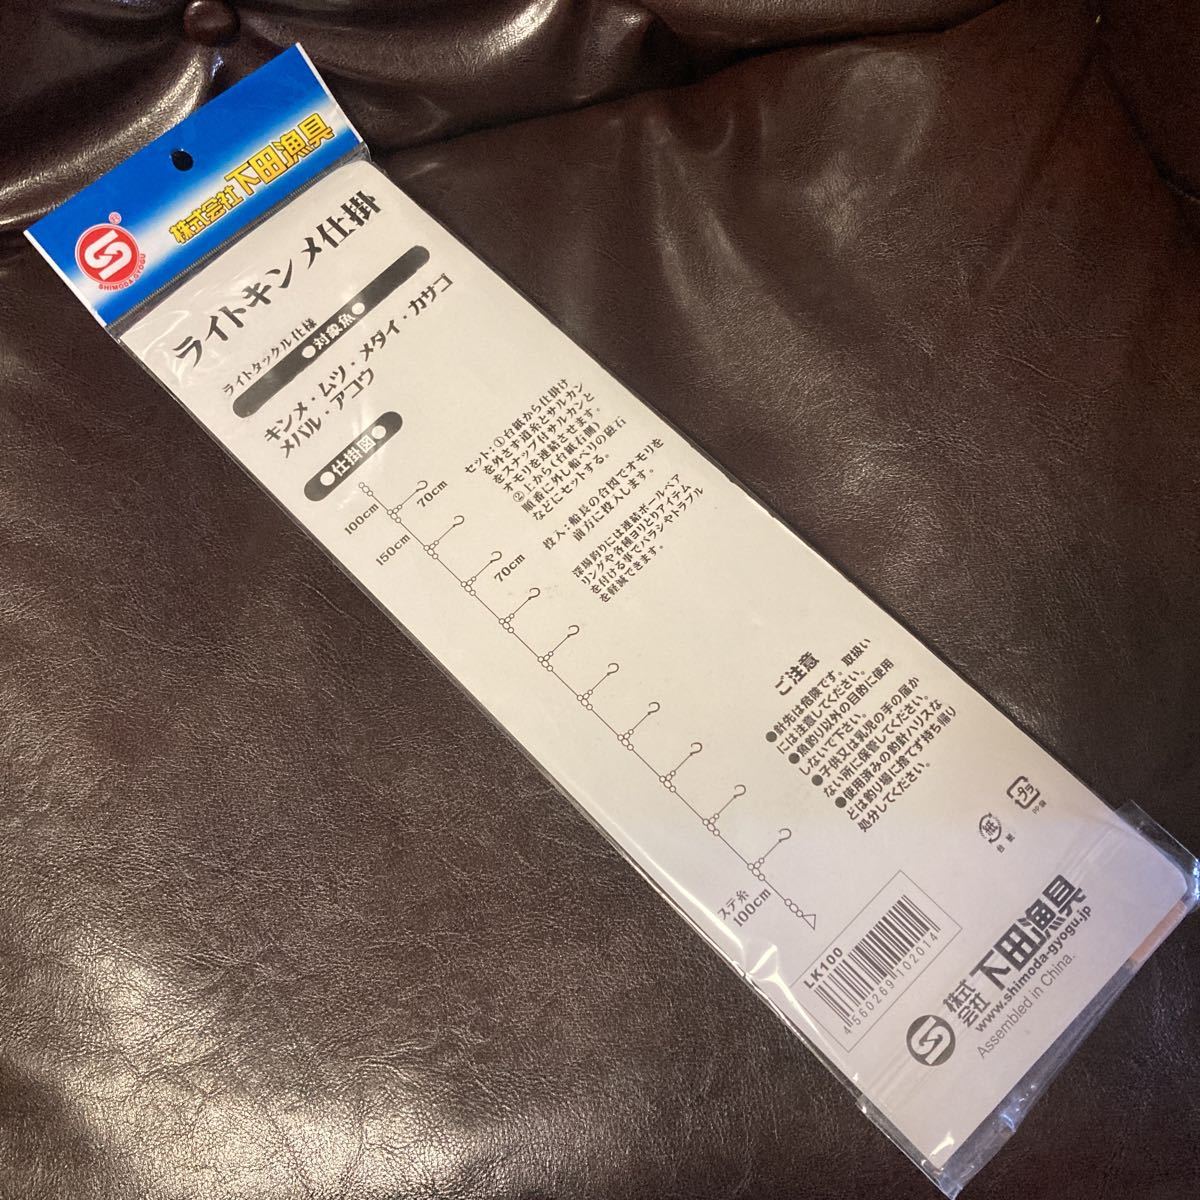 株式会社下田漁具
®
SHIMODA GYOGU
ライトキンメ仕掛
ライトタックル仕様
●対象魚●
キンメ・ムツ・メダイ・カサゴ
メバル・アコウ
●仕掛図●
100cm
70cm
150cm
70cm
ステ糸
100cm
セット:①台紙から仕掛け
を外さす道糸とサルカン
をスナップ付サルカンと
オモリを連結させます。
②上から(台紙右側)
順番に外し船ベリの磁石
などにセットする。
投入:船長の合図でオモリを
前方に投入します。
深場釣りには連結ボールベア
リングや各種ヨリとりアイテム
を付ける事でバラシやトラブル
を軽減できます。
ご注意
●針先は危険です。取扱い
には注意してください。
●魚釣り以外の目的に使用
しないで下さい。
●子供又は乳児の手の届か
ない所に保管してください。
●使用済みの釣針ハリスな
どは釣り場に捨てず持ち帰り
処分してください。
紙
台紙
プラ
PP袋
LK100
4560269102014
株式会社下田漁具
www.shimoda-gyogu.jp
Assembled in China.